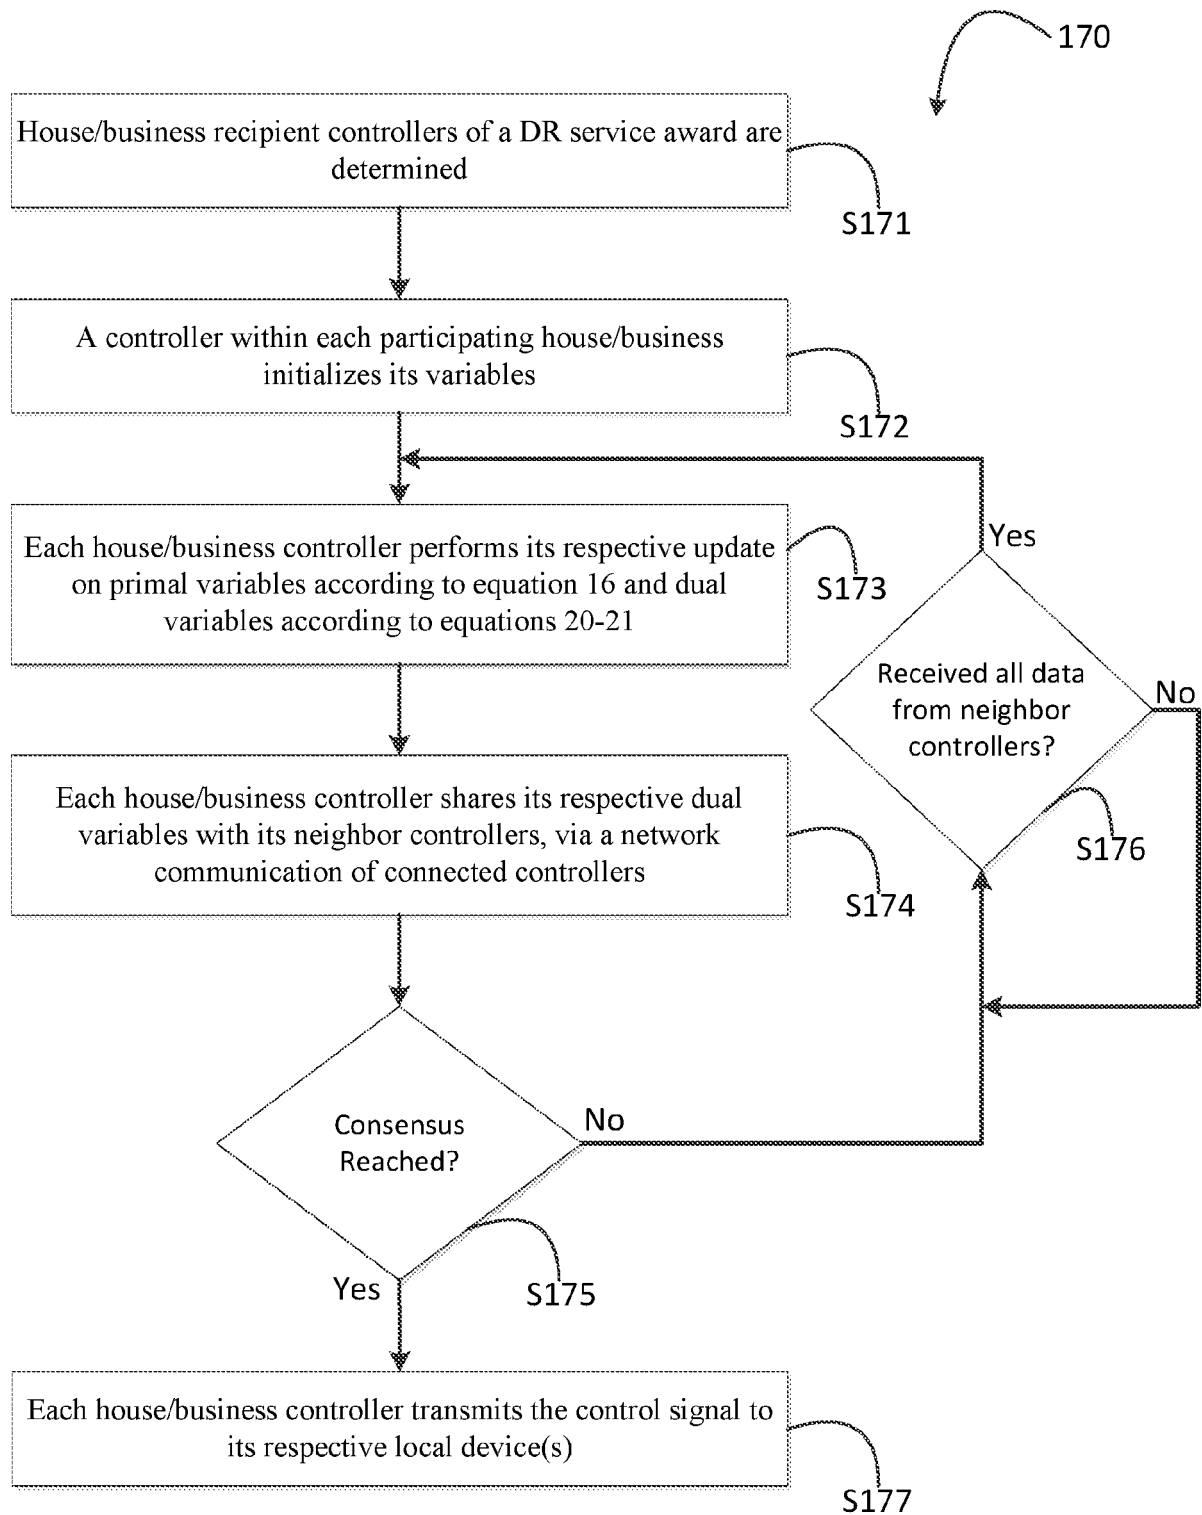 170
House/business recipient controllers of a DR service award are
determined
S171
A controller within each participating house/business
initializes its variables
S172
Each house/business controller performs its respective update
on primal variables according to equation 16 and dual
variables according to equations 20-21
S173
Yes
Received all data
from neighbor
controllers?
No
S176
Each house/business controller shares its respective dual
variables with its neighbor controllers, via a network
communication of connected controllers
S174
Consensus
Reached?
No
Yes
S175
Each house/business controller transmits the control signal to
its respective local device(s)
S177